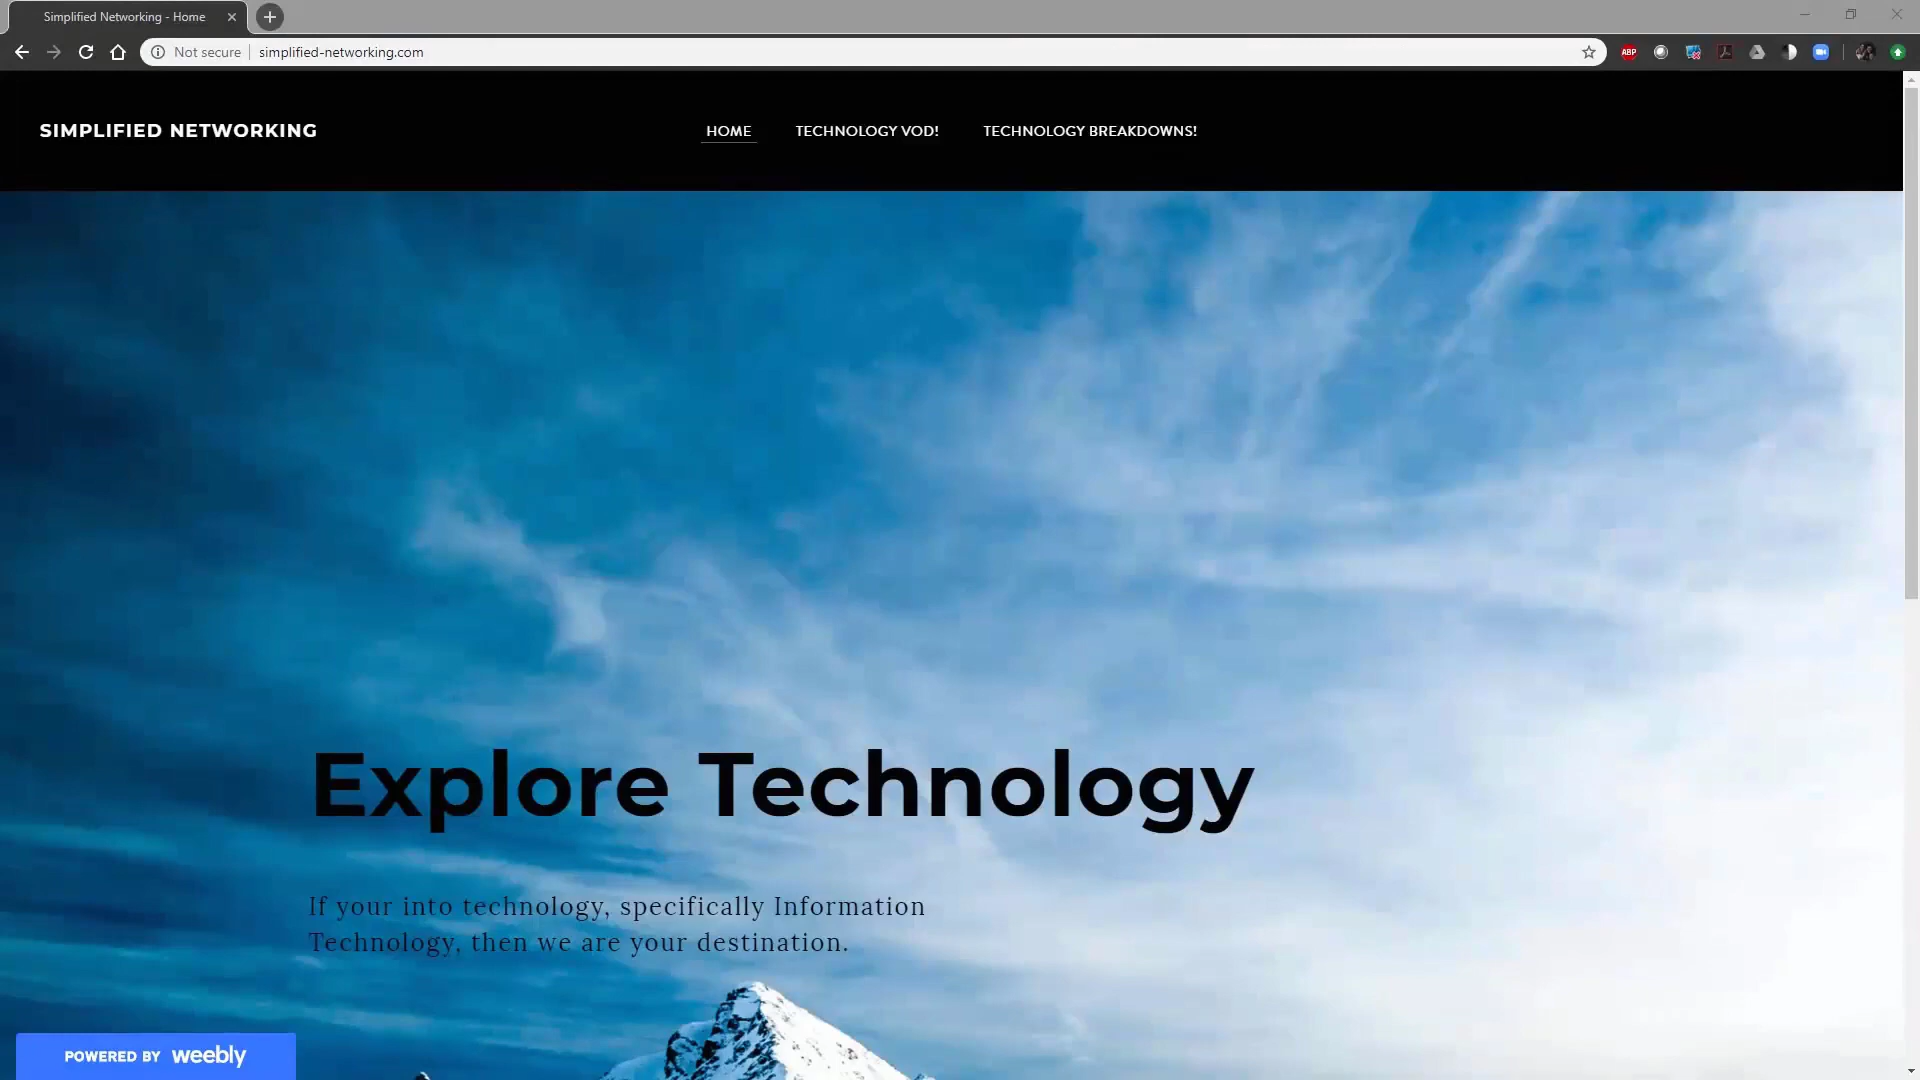 Simplified Networking - Home
Not secure
simplified-networking.com
ABP
SIMPLIFIED NETWORKING
HOME
TECHNOLOGY VOD!
TECHNOLOGY BREAKDOWNS!
Explore Technology
If your into technology, specifically Information
Technology, then we are your destination.
POWERED BY weebly